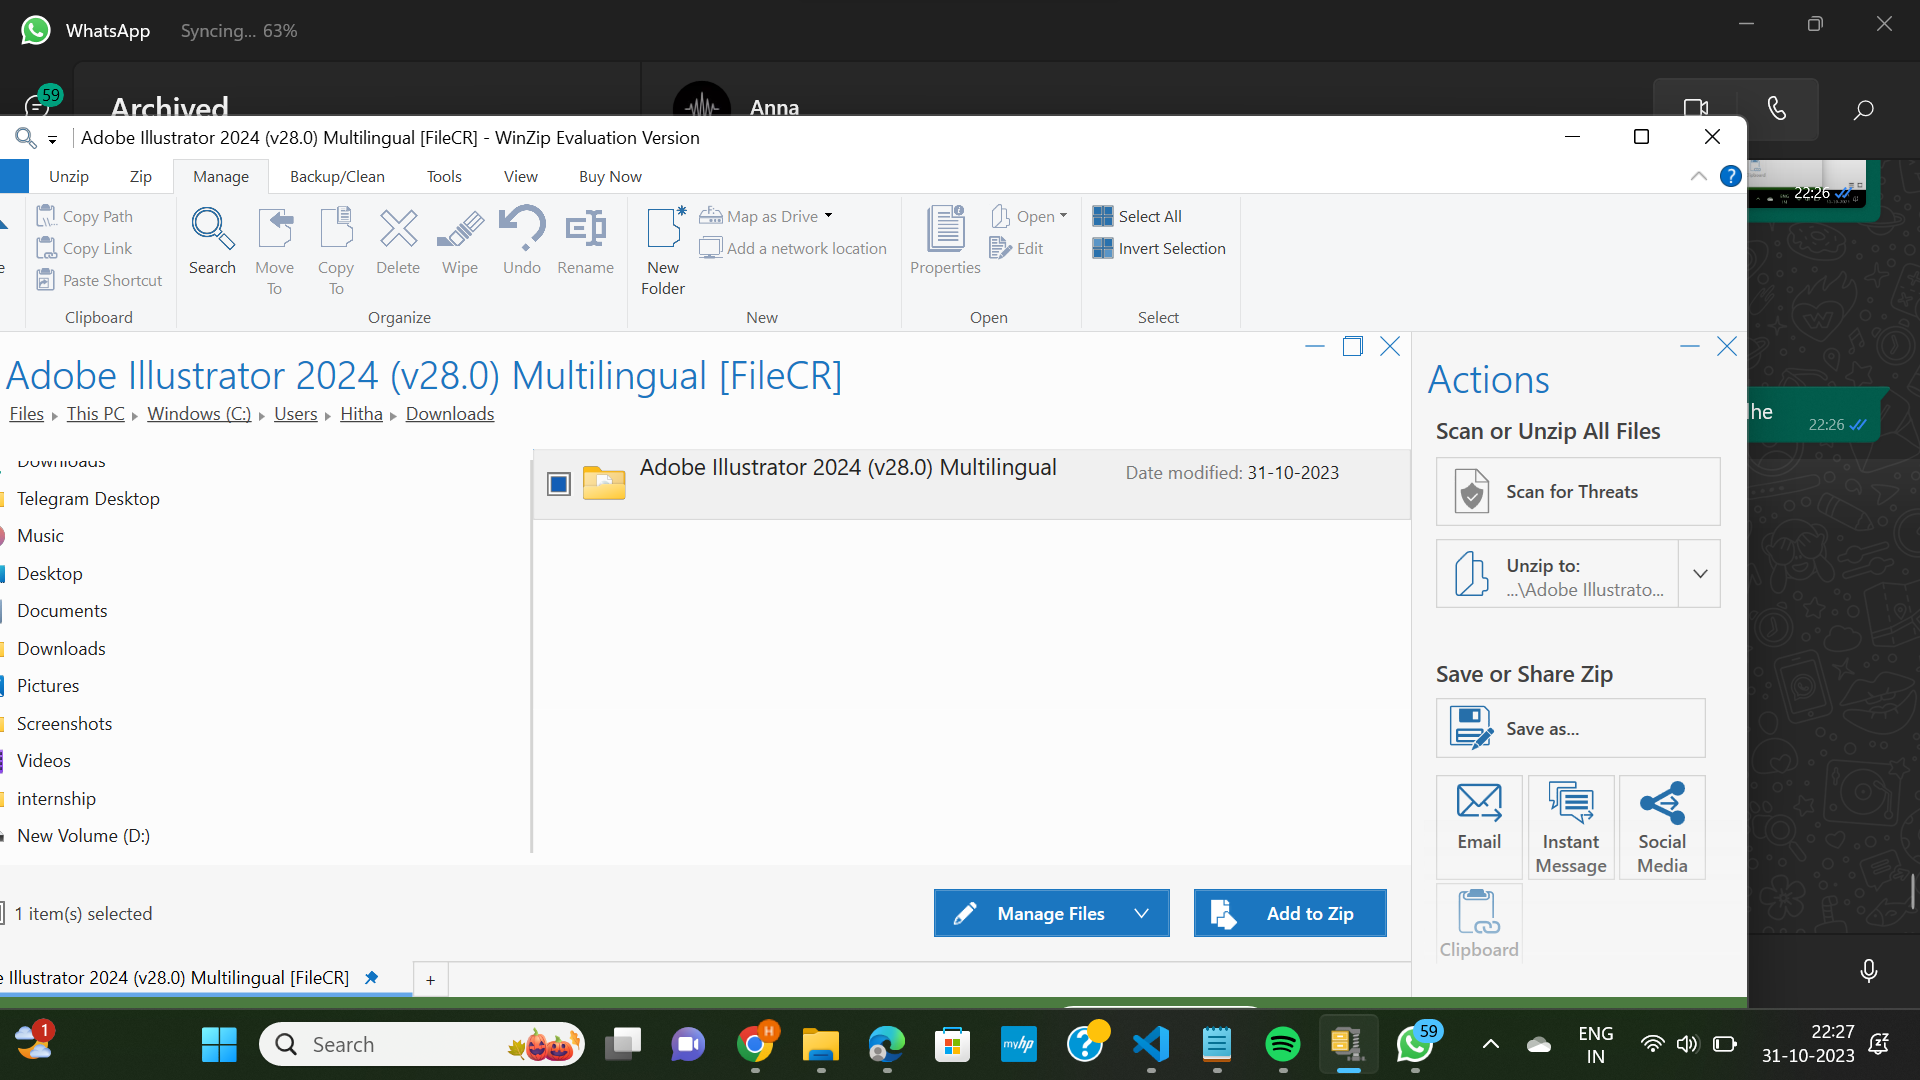 WhatsApp Syncing... 63%
59
Archived
Anna
Adobe Illustrator 2024 (v28.0) Multilingual [FileCR] - WinZip Evaluation Version
Unzip Zip Manage Backup/Clean Tools View Buy Now
?
22:26
Copy Path
Copy Link
Paste Shortcut
Clipboard
Search
Move To
Copy To
Delete
Wipe
Undo
Rename
Organize
New Folder
Map as Drive
Add a network location
New
Properties
Open
Edit
Open
Select All
Invert Selection
Select
Adobe Illustrator 2024 (v28.0) Multilingual [FileCR]
Files This PC Windows (C:) Users Hitha Downloads
Downloads
Telegram Desktop
Music
Desktop
Documents
Downloads
Pictures
Screenshots
Videos
internship
New Volume (D:)
Adobe Illustrator 2024 (v28.0) Multilingual
Date modified: 31-10-2023
1 item(s) selected
Manage Files
Add to Zip
e Illustrator 2024 (v28.0) Multilingual [FileCR]
+
Actions
Scan or Unzip All Files
Scan for Threats
Unzip to:
...\Adobe Illustrato...
Save or Share Zip
Save as...
Email
Instant Message
Social Media
Clipboard
lhe
22:26
1
Search
H
myhp
?
59
ENG
IN
22:27
31-10-2023